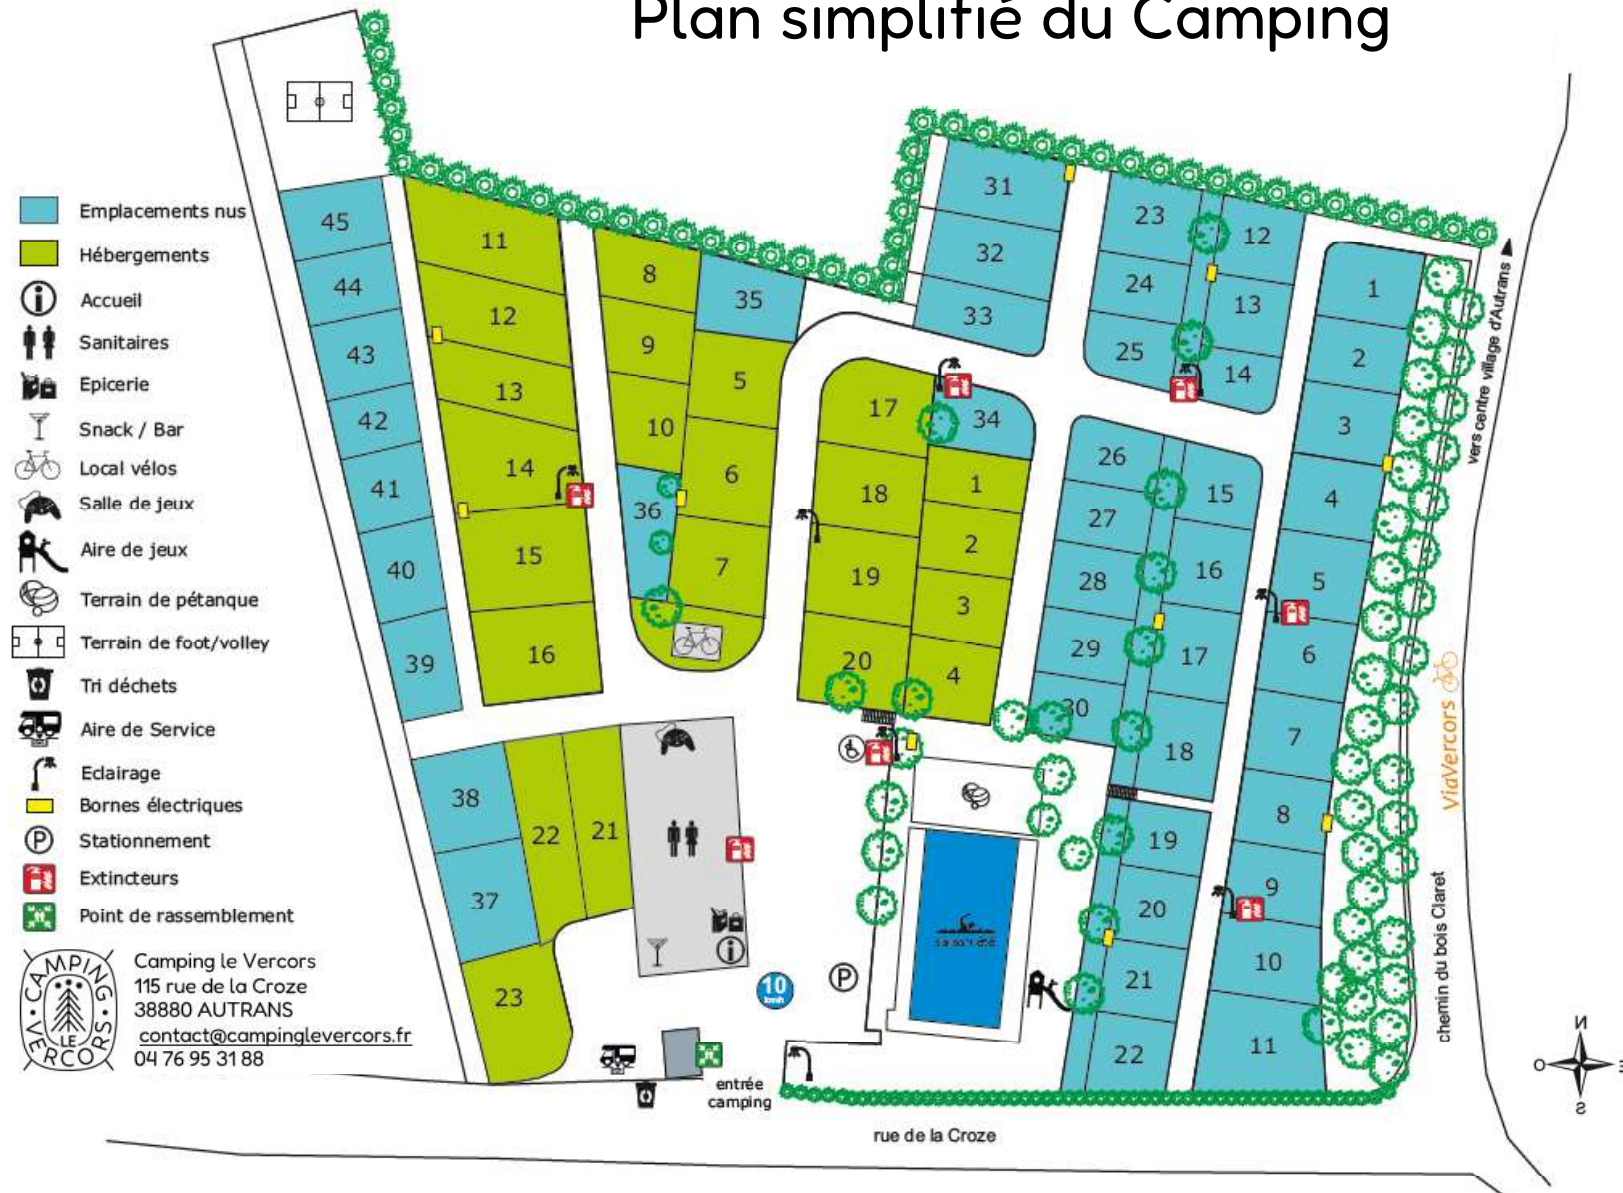 Plan simplifié du Camping
Emplacements nus
Hébergements
Accueil
Sanitaires
Epicerie
Snack / Bar
Local vélos
Salle de jeux
Aire de jeux
Terrain de pétanque
Terrain de foot/volley
Tri déchets
Aire de Service
Eclairage
Bornes électriques
P
Stationnement
Extincteurs
Point de rassemblement
CAMPING
LE
VERCORS
Camping le Vercors
115 rue de la Croze
38880 AUTRANS
contact@campinglevercors.fr
04 76 95 31 88
45
44
43
42
41
40
39
38
37
11
12
13
14
15
16
22
21
23
8
9
10
36
35
5
6
7
17
18
19
20
34
1
2
3
4
31
32
33
23
24
25
12
13
14
26
27
28
29
30
15
16
17
18
19
20
21
22
1
2
3
4
5
6
7
8
9
10
11
10
kmh
P
entrée
camping
rue de la Croze
chemin du bois Claret
ViaVercors
vers centre village d'Autrans
N
O
E
S